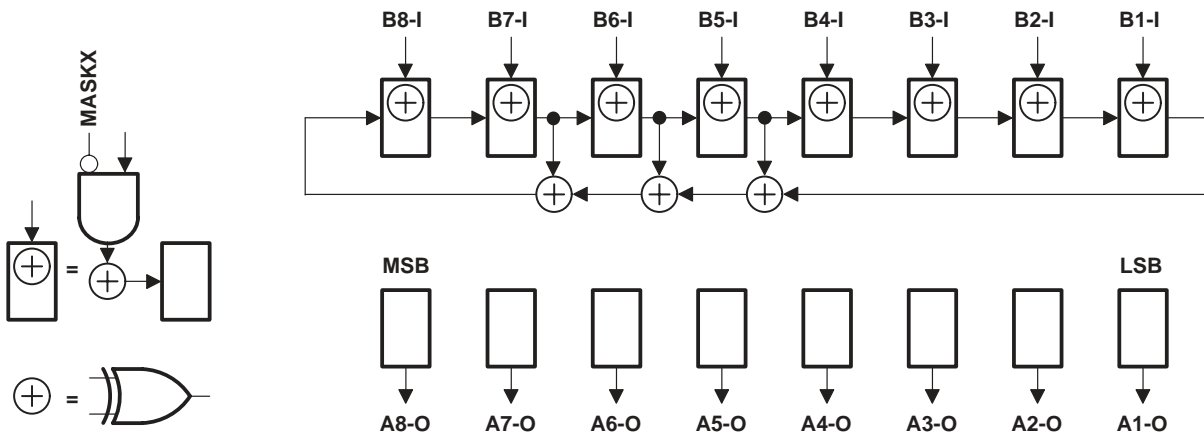 B8-I B7-I B6-I B5-I B4-I B3-I B2-I B1-I
MASKX
=
MSB LSB
=
A8-O A7-O A6-O A5-O A4-O A3-O A2-O A1-O